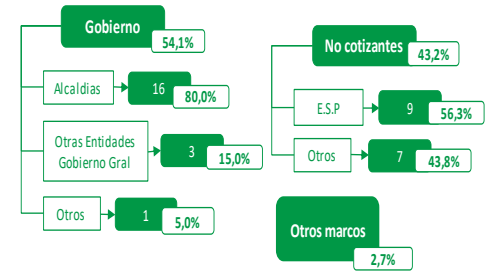 Gobierno
54,1%
Alcaldias
16
80,0%
Otras Entidades
Gobierno Gral
3
15,0%
Otros
1
5,0%
No cotizantes
43,2%
E.S.P
9
56,3%
Otros
7
43,8%
Otros marcos
2,7%